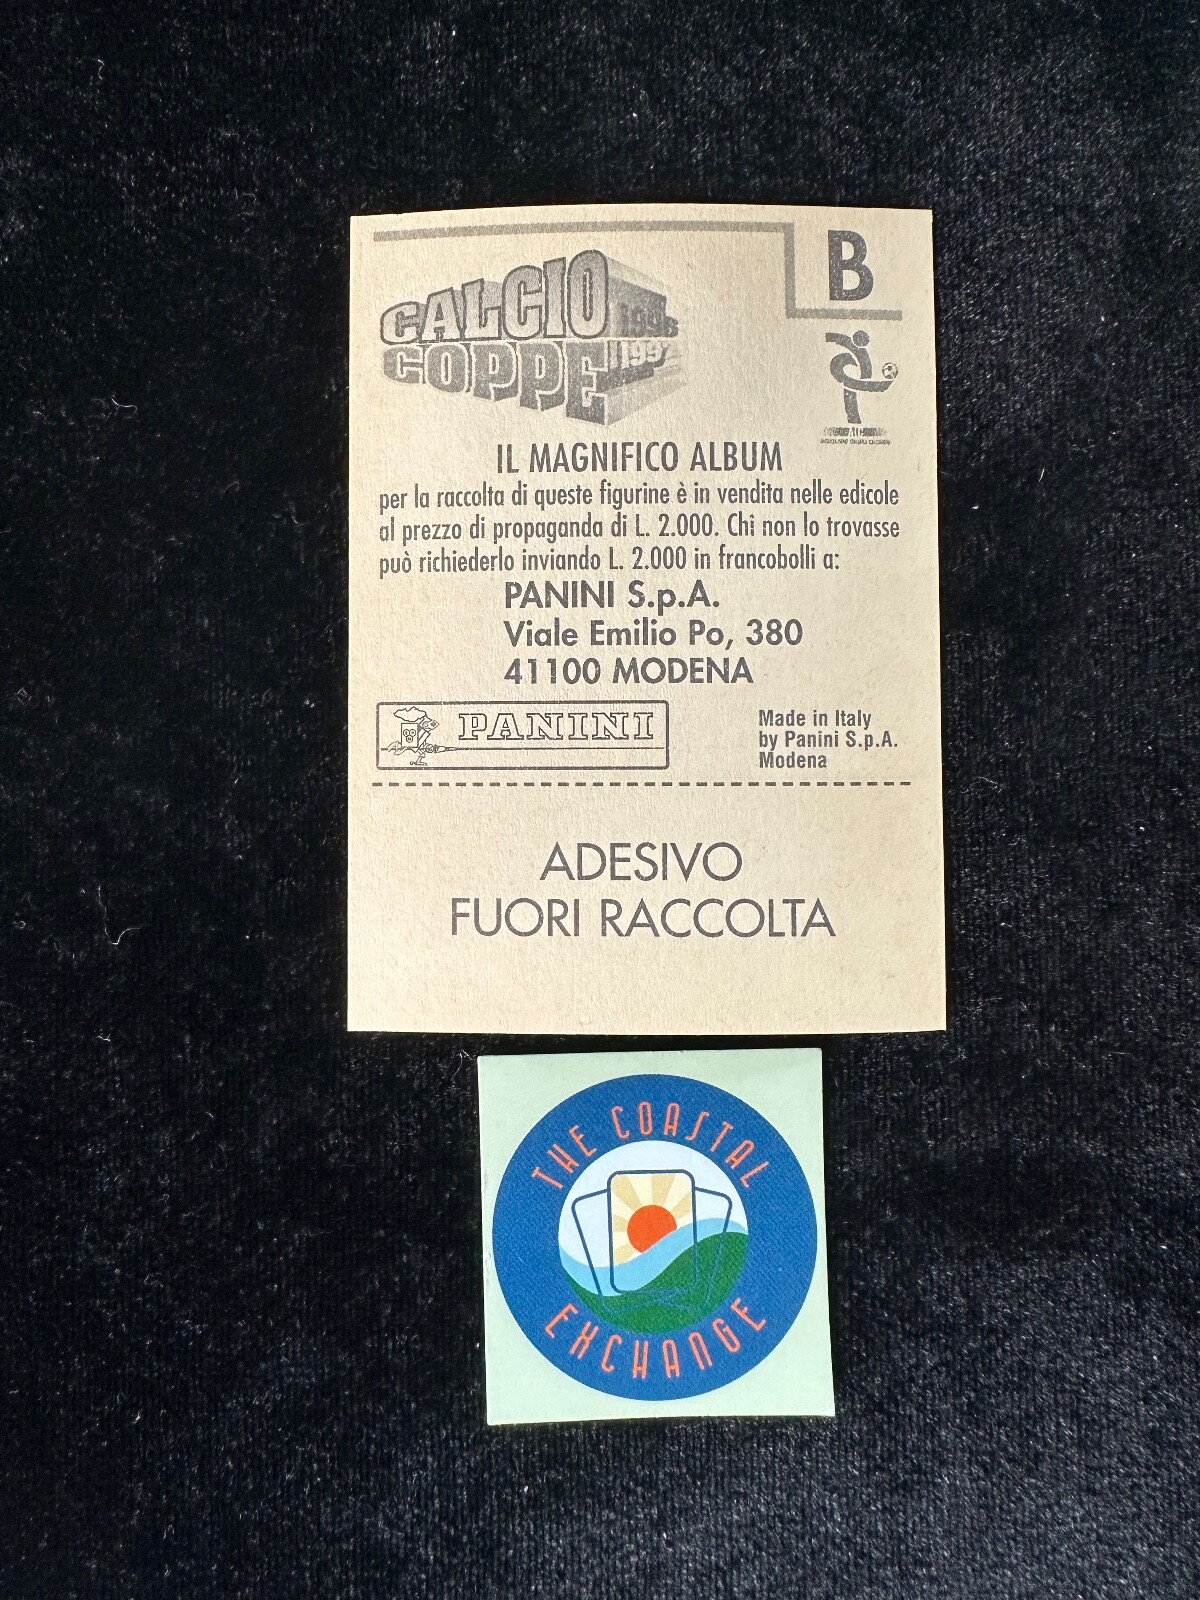 B
CALCIO
1996
COPPE
1997
IL MAGNIFICO ALBUM
per la raccolta di queste figurine è in vendita nelle edicole
al prezzo di propaganda di L. 2.000. Chi non lo trovasse
può richiederlo inviando L. 2.000 in francobolli a:
PANINI S.p.A.
Viale Emilio Po, 380
41100 MODENA
PANINI
Made in Italy
by Panini S.p.A.
Modena
ADESIVO
FUORI RACCOLTA
THE COASTAL
EXCHANGE